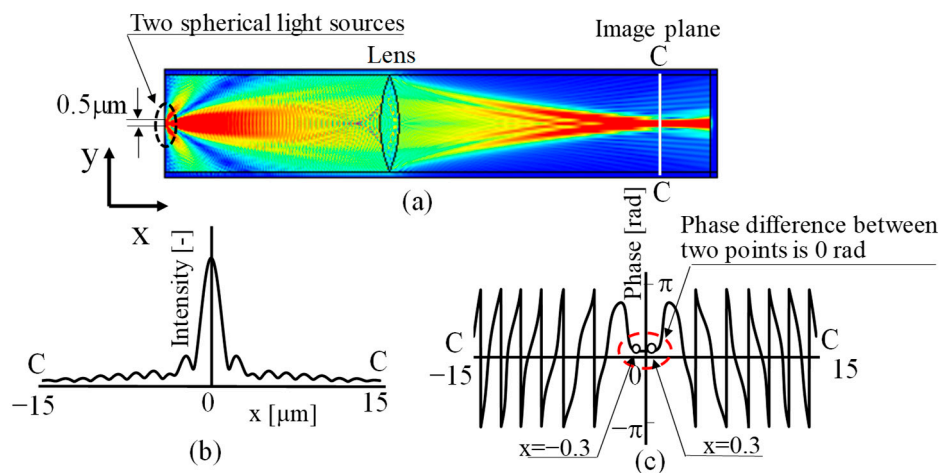 Two spherical light sources
Lens
Image plane
C
0.5μm
C
y
x
(a)
Intensity [-]
C
C
−15
0
15
x [μm]
(b)
Phase [rad]
Phase difference between
two points is 0 rad
π
C
C
−15
0
15
−π
x=−0.3
x=0.3
(c)